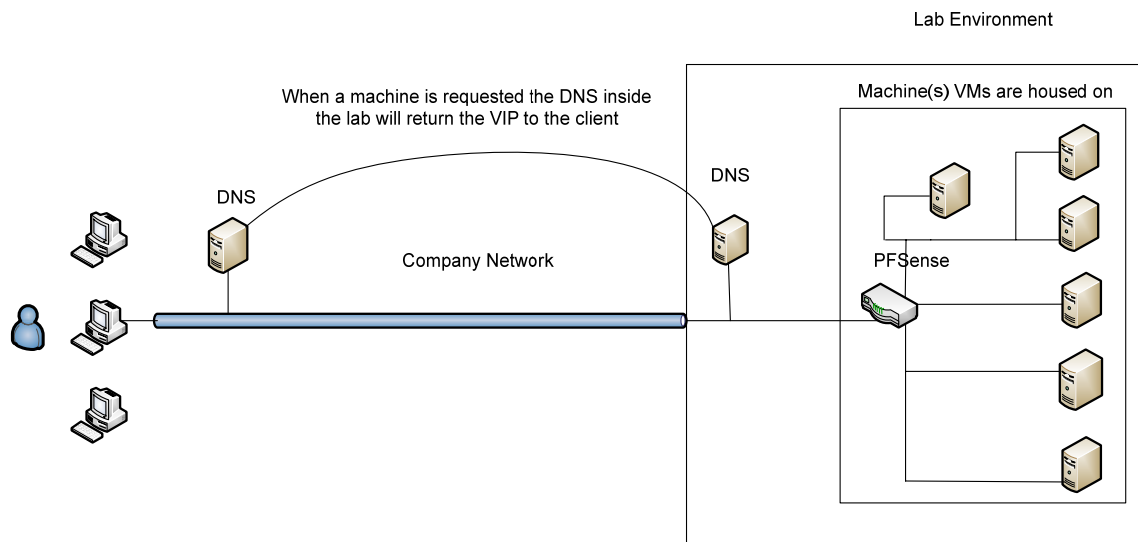 Lab Environment
When a machine is requested the DNS inside
the lab will return the VIP to the client
Machine(s) VMs are housed on
DNS
DNS
Company Network
PFSense